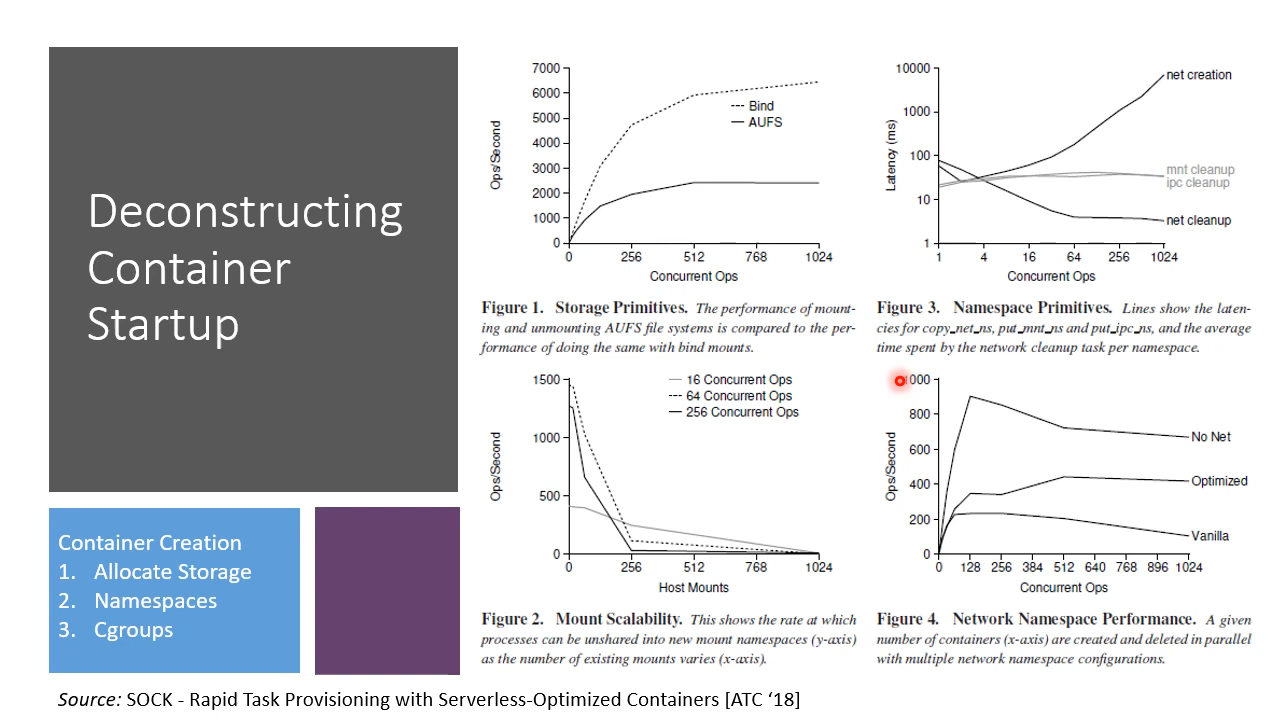 Deconstructing
Container
Startup
Container Creation
1. Allocate Storage
2. Namespaces
3. Cgroups
7000
6000
5000
4000
3000
2000
1000
0
Ops/Second
Bind
AUFS
0 256 512 768 1024
Concurrent Ops
Figure 1. Storage Primitives. The performance of mount-
ing and unmounting AUFS file systems is compared to the per-
formance of doing the same with bind mounts.
10000
1000
100
10
1
Latency (ms)
net creation
mnt cleanup
ipc cleanup
net cleanup
1 4 16 64 256 1024
Concurrent Ops
Figure 3. Namespace Primitives. Lines show the laten-
cies for copy_net_ns, put_mnt_ns and put_ipc_ns, and the average
time spent by the network cleanup task per namespace.
1500
1000
500
0
Ops/Second
16 Concurrent Ops
64 Concurrent Ops
256 Concurrent Ops
0 256 512 768 1024
Host Mounts
Figure 2. Mount Scalability. This shows the rate at which
processes can be unshared into new mount namespaces (y-axis)
as the number of existing mounts varies (x-axis).
000
800
600
400
200
0
Ops/Second
No Net
Optimized
Vanilla
0 128 256 384 512 640 768 896 1024
Concurrent Ops
Figure 4. Network Namespace Performance. A given
number of containers (x-axis) are created and deleted in parallel
with multiple network namespace configurations.
Source: SOCK - Rapid Task Provisioning with Serverless-Optimized Containers [ATC ‘18]